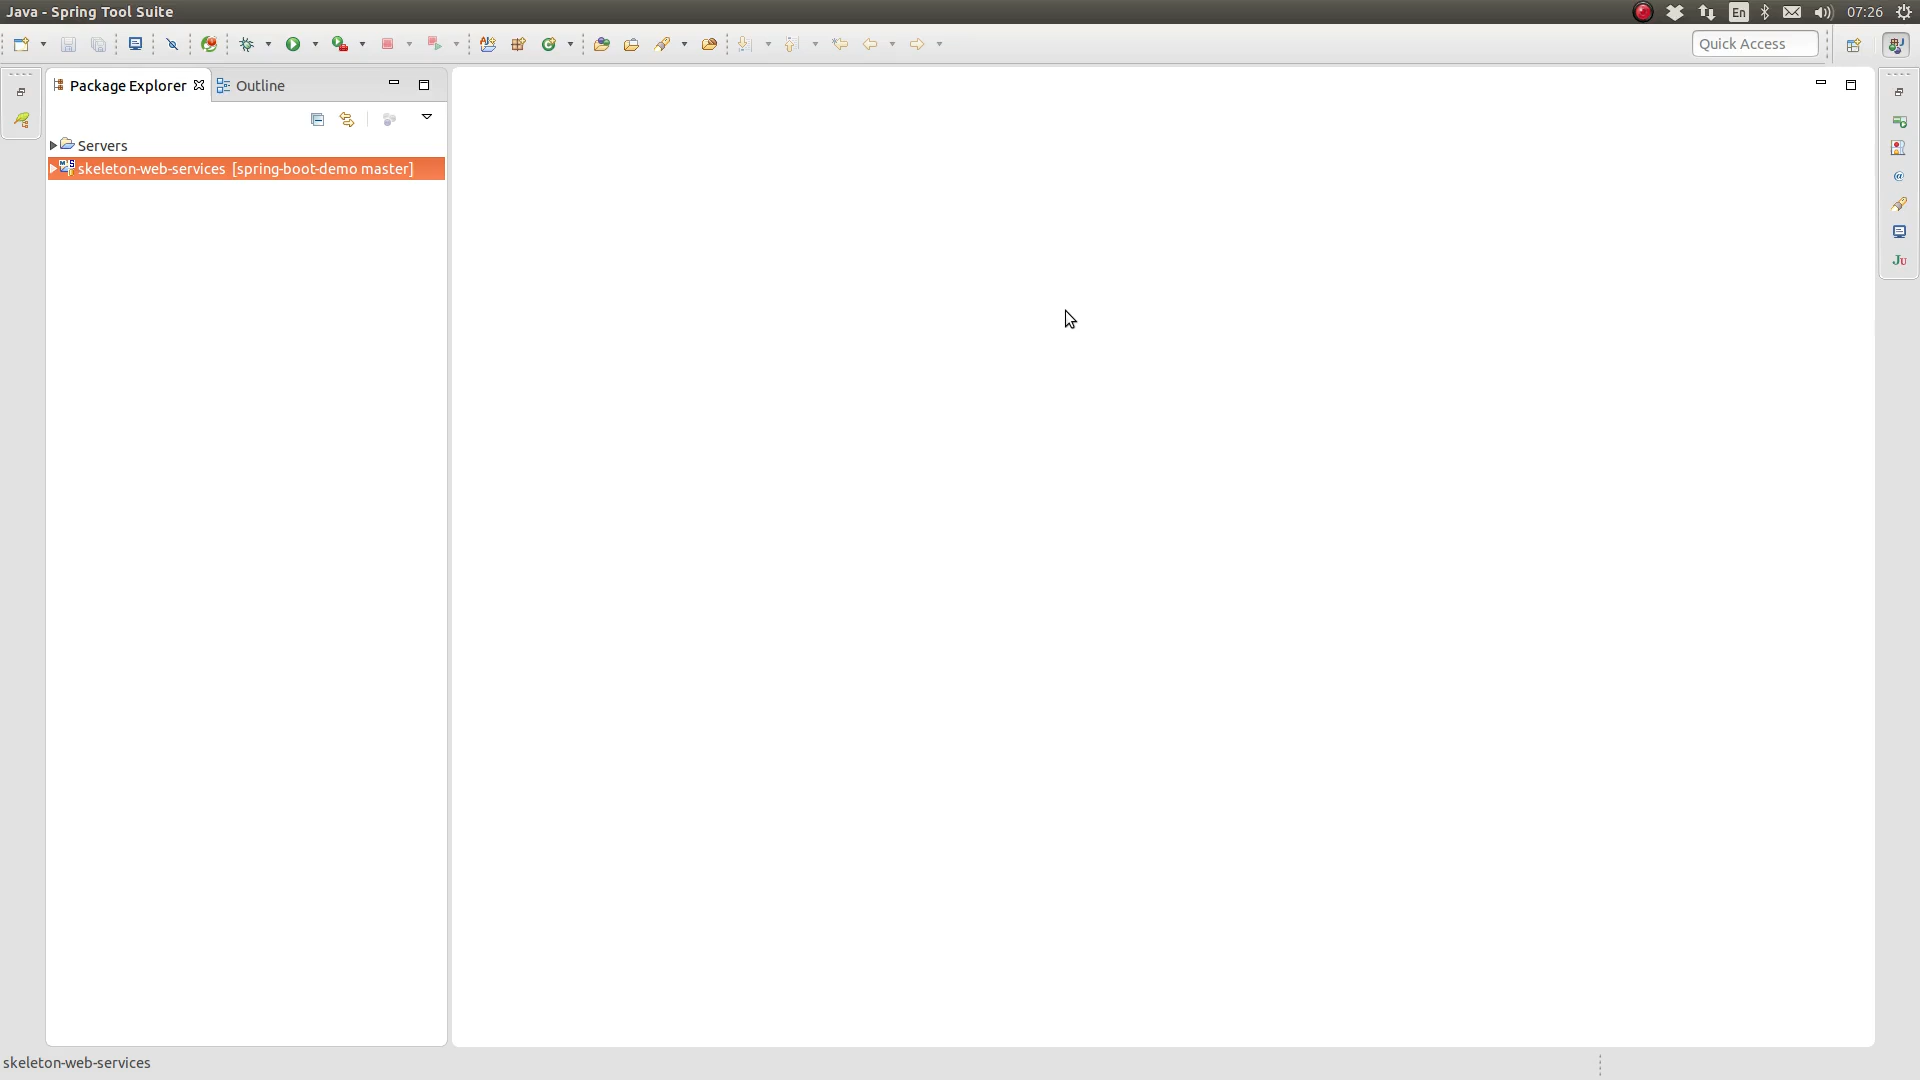 Java - Spring Tool Suite
En
07:26
Quick Access
Package Explorer
Outline
Servers
skeleton-web-services [spring-boot-demo master]
@
Ju
skeleton-web-services